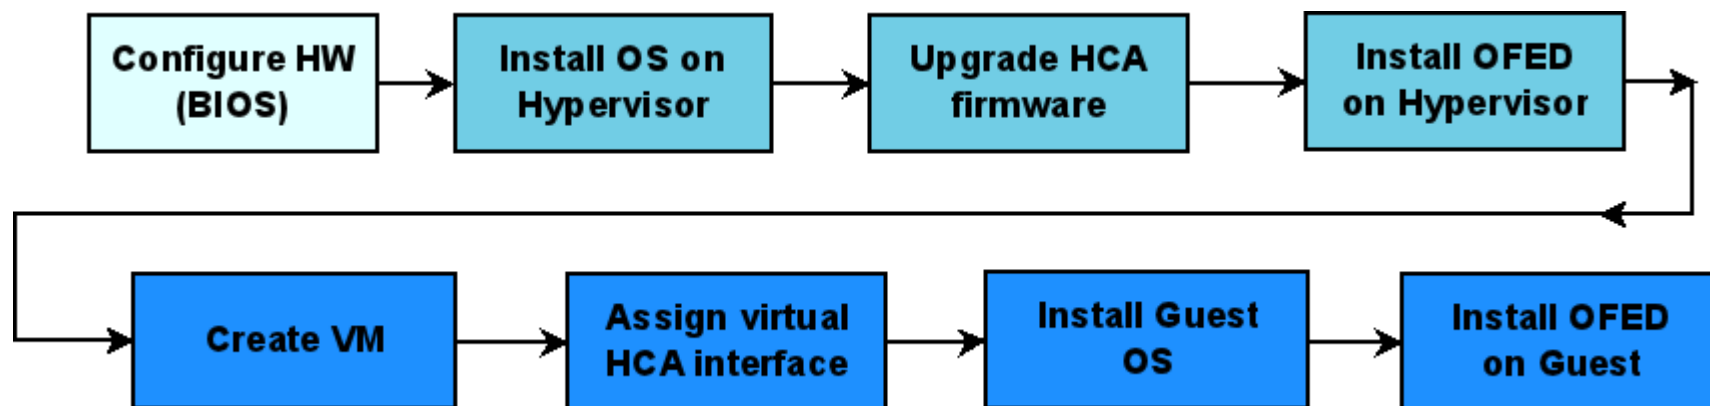 Configure HW
(BIOS)
Install OS on
Hypervisor
Upgrade HCA
firmware
Install OFED
on Hypervisor
Create VM
Assign virtual
HCA interface
Install Guest
OS
Install OFED
on Guest